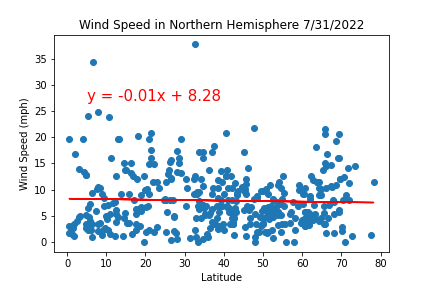 Wind Speed in Northern Hemisphere 7/31/2022
35
30
25
20
15
10
5
0
Wind Speed (mph)
y = -0.01x + 8.28
0 10 20 30 40 50 60 70 80
Latitude